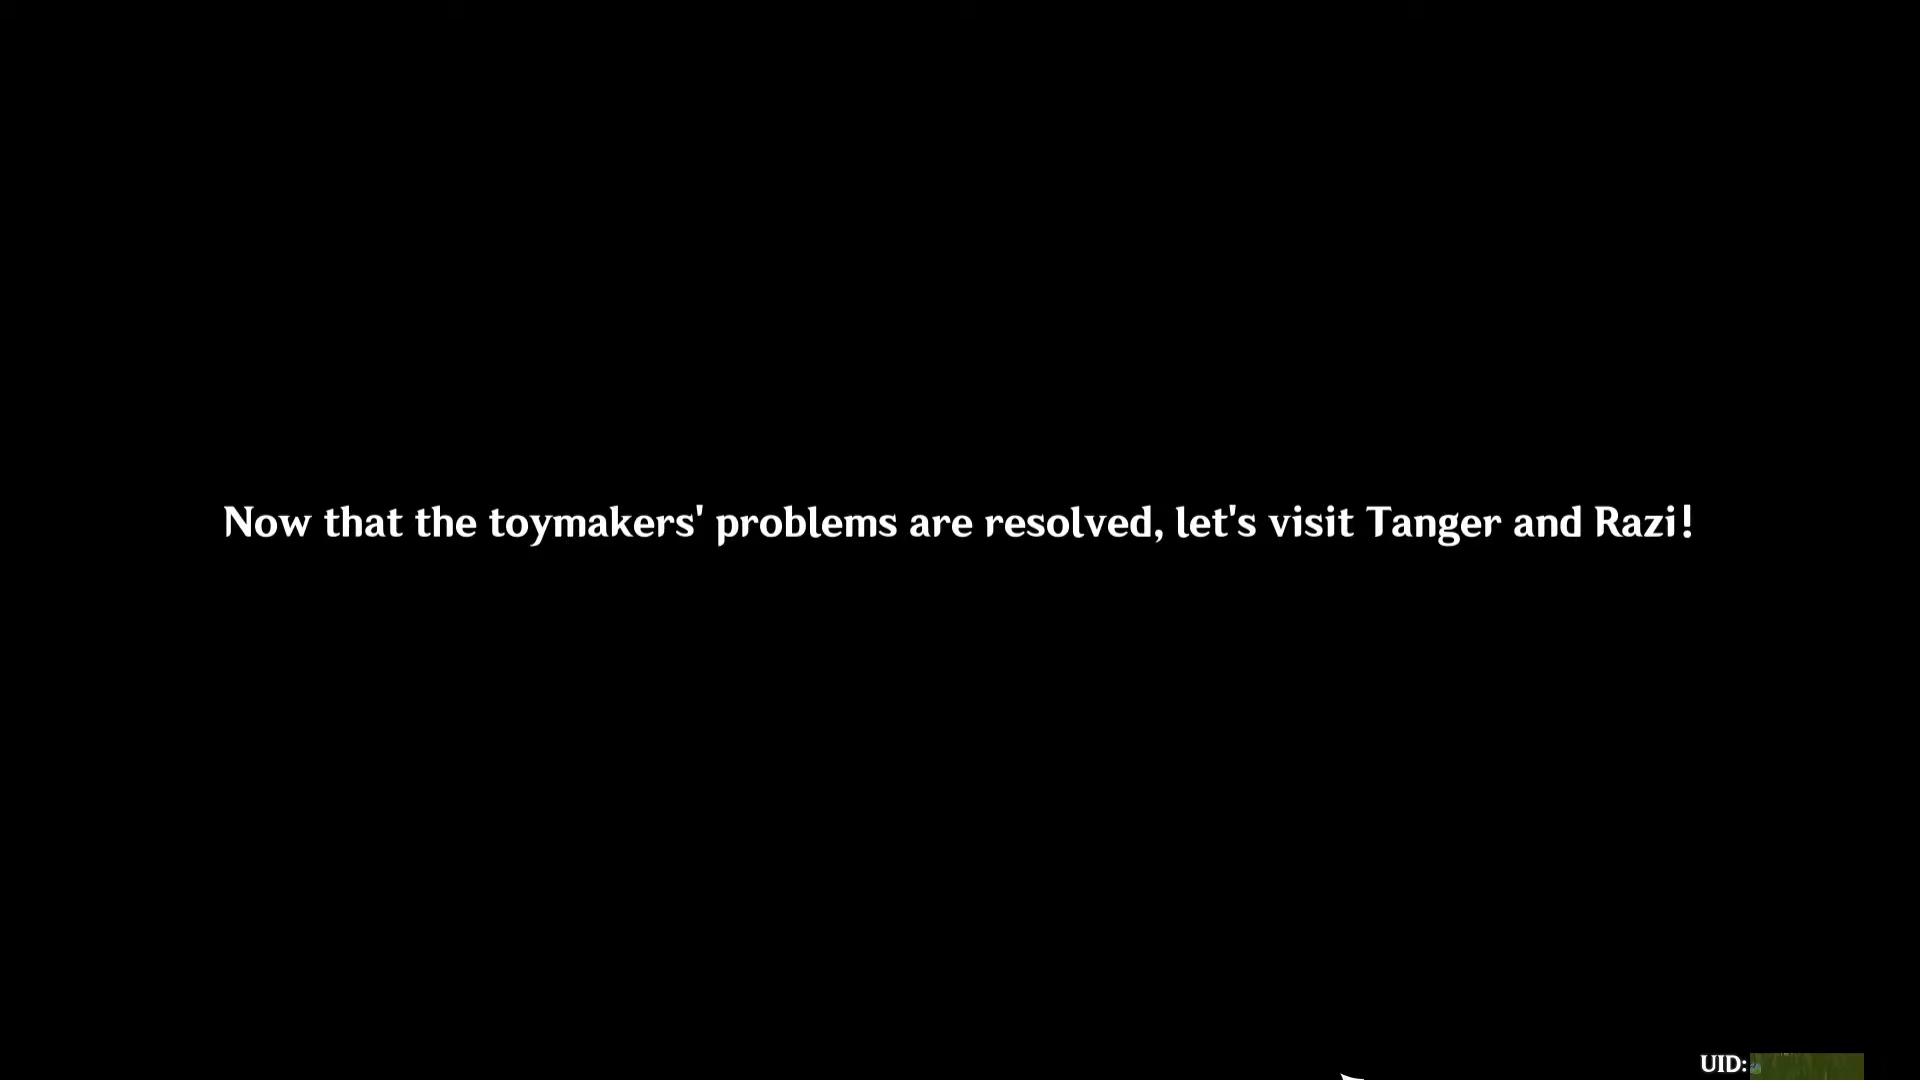 Now that the toymakers' problems are resolved, let's visit Tanger and Razi!
UID: